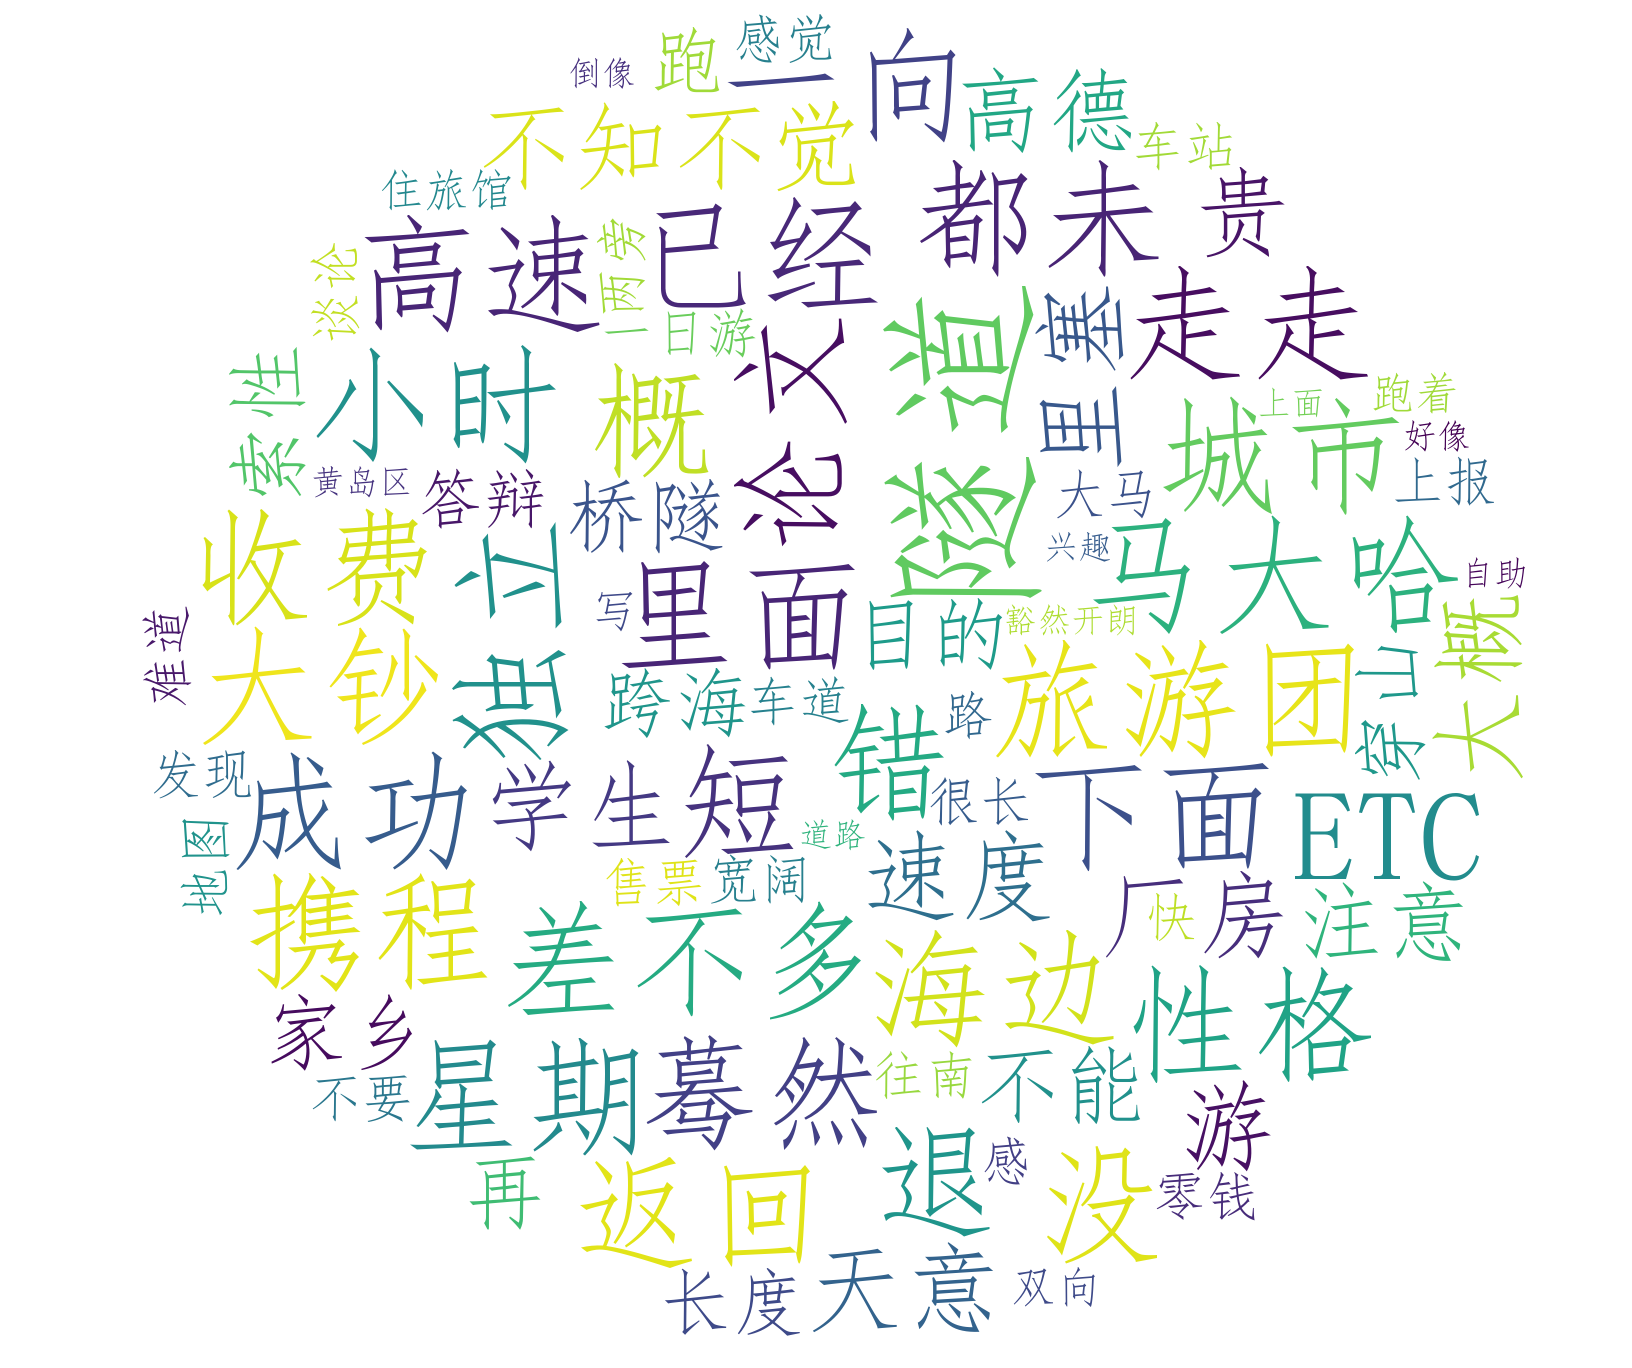 感觉
倒像
跑
一向
高德
不知不觉
车站
住旅馆
都未
贵
高速
已经
两旁
谈论
一日游
论文
隧道
里塞
走走
索性
小时
概
上面
跑着
城市
好像
黄岛区
答辩
桥隧
大马
上报
收费
独立
里面
兴趣
马大哈
自助
写
目的
豁然开朗
难道
大钞
跨海
车道
路
旅游团
穿山
大概
发现
成功
学生
短
错
很长
下面
ETC
地图
道路
售票
宽阔
速度
厂房
快
注意
携程
差不多
海边
性格
家乡
不要
星期
蓦然
往南
不能
游
再
返回
退
感
没
零钱
长度
天意
双向